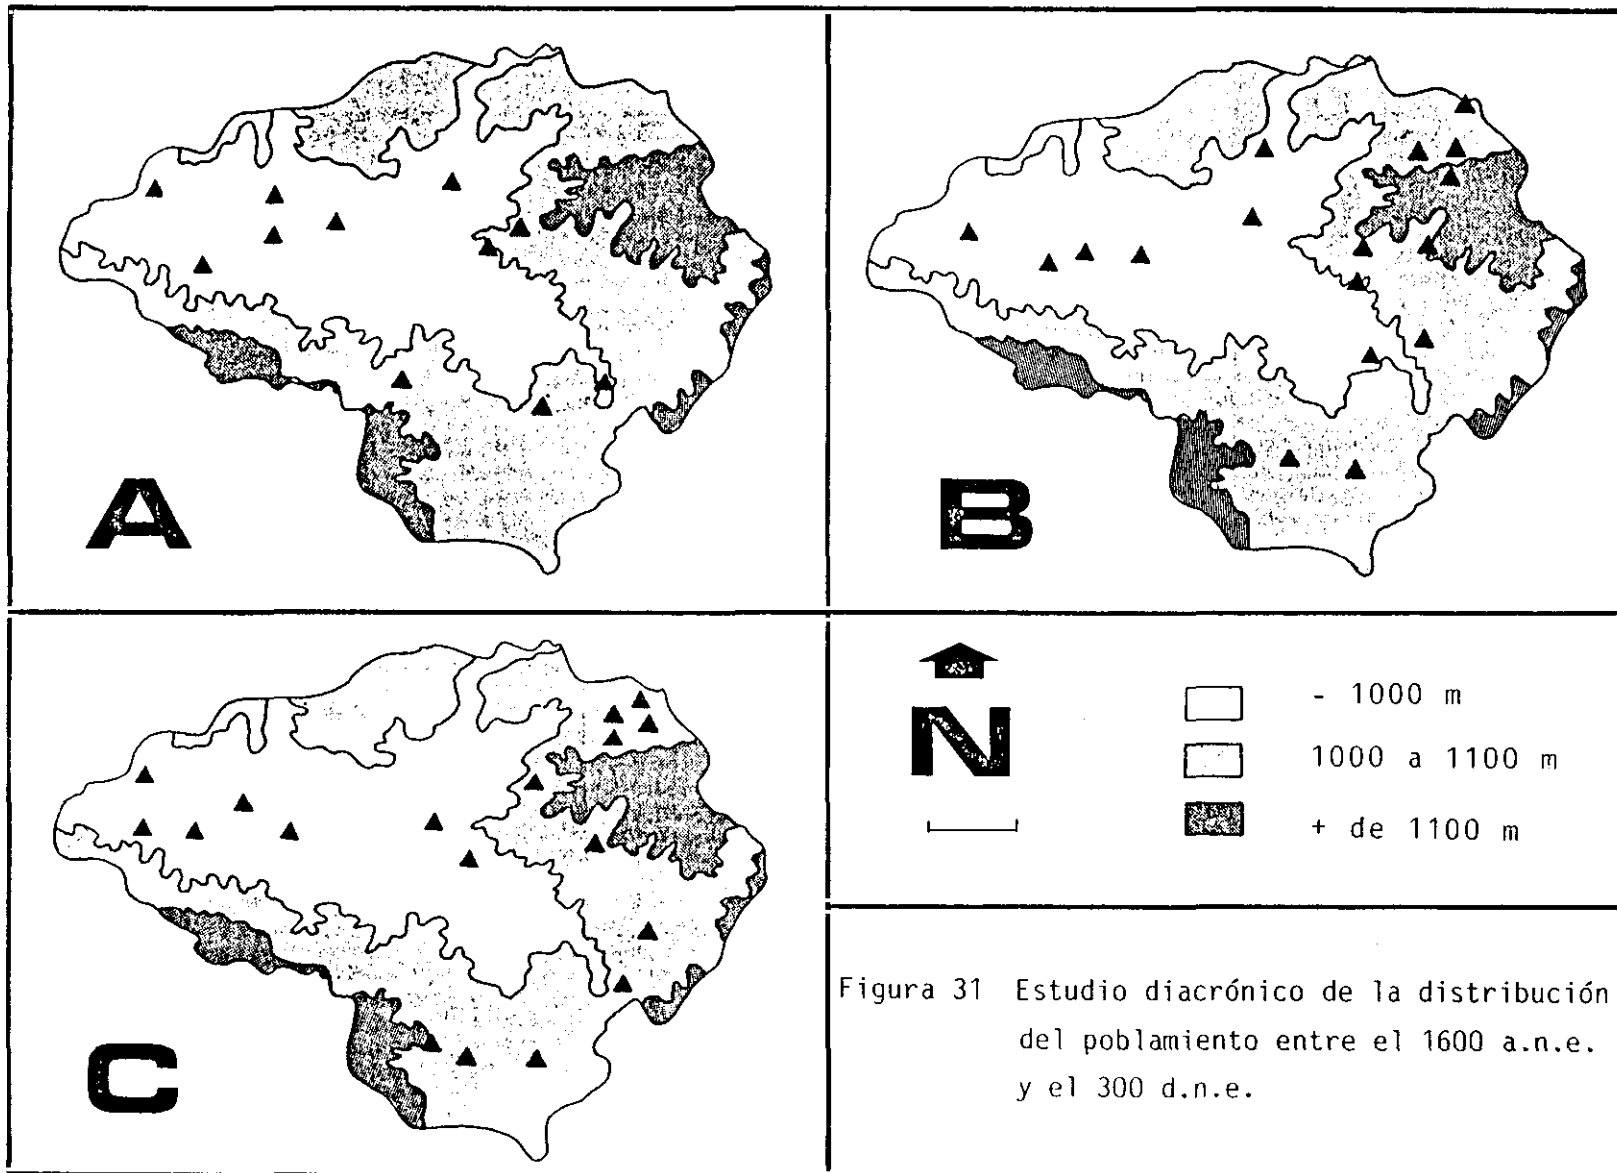 A
B
C
N
- 1000 m
1000 a 1100 m
+ de 1100 m
Figura 31 Estudio diacrónico de la distribución
del poblamiento entre el 1600 a.n.e.
y el 300 d.n.e.